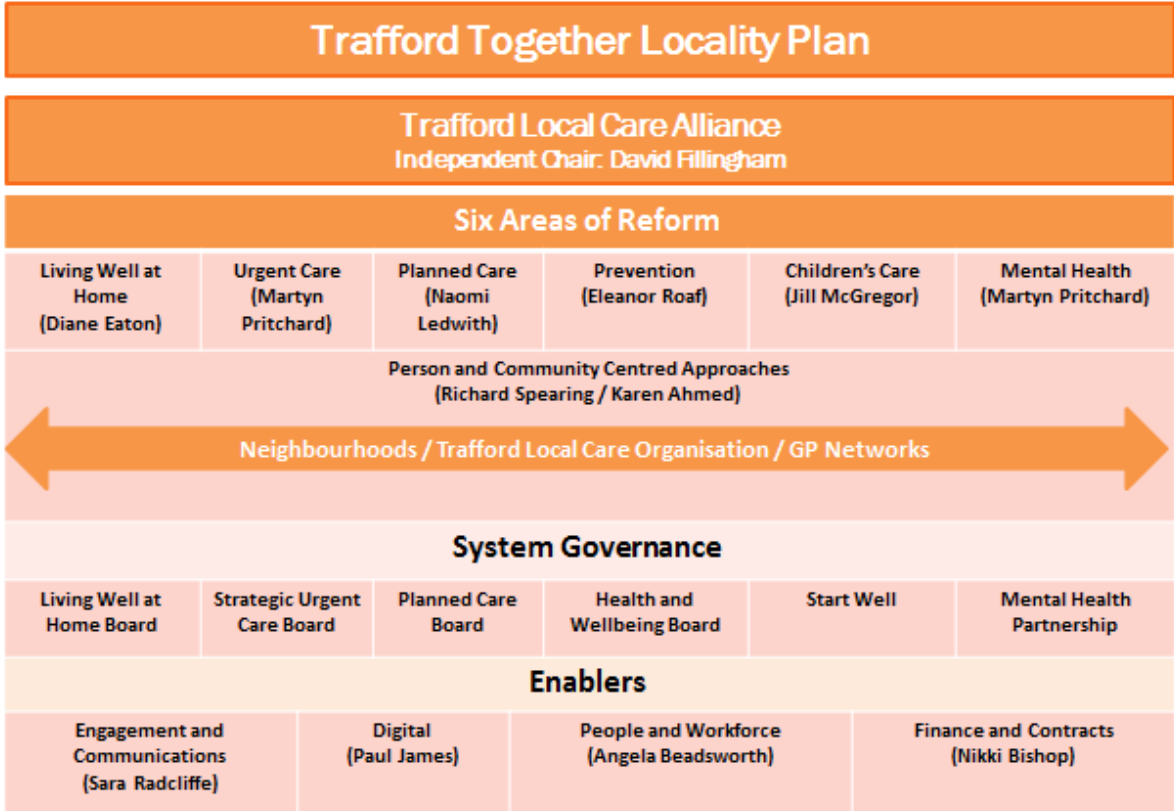 Trafford Together Locality Plan
Trafford Local Care Alliance
Independent Chair: David Fillingham
Six Areas of Reform
Living Well at
Home
(Diane Eaton)
Urgent Care
(Martyn
Pritchard)
Planned Care
(Naomi
Ledwith)
Prevention
(Eleanor Roaf)
Children's Care
(Jill McGregor)
Mental Health
(Martyn Pritchard)
Person and Community Centred Approaches
(Richard Spearing / Karen Ahmed)
Neighbourhoods / Trafford Local Care Organisation / GP Networks
System Governance
Living Well at
Home Board
Strategic Urgent
Care Board
Planned Care
Board
Health and
Wellbeing Board
Start Well
Mental Health
Partnership
Enablers
Engagement and
Communications
(Sara Radcliffe)
Digital
(Paul James)
People and Workforce
(Angela Beadsworth)
Finance and Contracts
(Nikki Bishop)